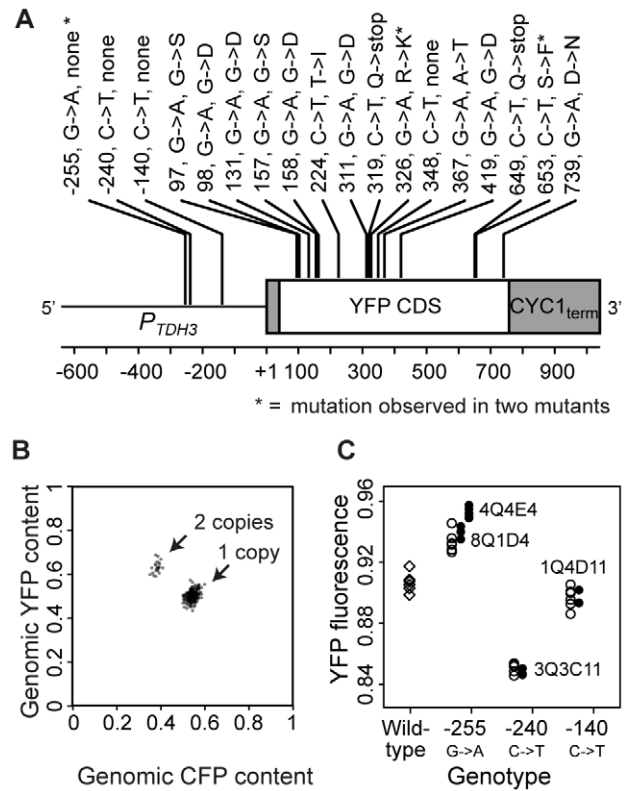 A
-255, G->A, none *
-240, C->T, none
-140, C->T, none
97, G->A, G->S
98, G->A, G->D
131, G->A, G->D
157, G->A, G->S
158, G->A, G->D
224, C->T, T->I
311, G->A, G->D
319, C->T, Q->stop
326, G->A, R->K*
348, C->T, none
367, G->A, A->T
419, G->A, G->D
649, C->T, Q->stop
653, C->T, S->F*
739, G->A, D->N
5’ PTDH3 YFP CDS CYC1term 3’
-600 -400 -200 +1 100 300 500 700 900
* = mutation observed in two mutants
B
Genomic YFP content
1
0.8
0.6
0.4
0.2
0
2 copies
1 copy
0 0.2 0.4 0.6 0.8 1
Genomic CFP content
C
YFP fluorescence
0.96
0.92
0.88
0.84
4Q4E4
8Q1D4
1Q4D11
3Q3C11
Wild-type -255 -240 -140
G->A C->T C->T
Genotype